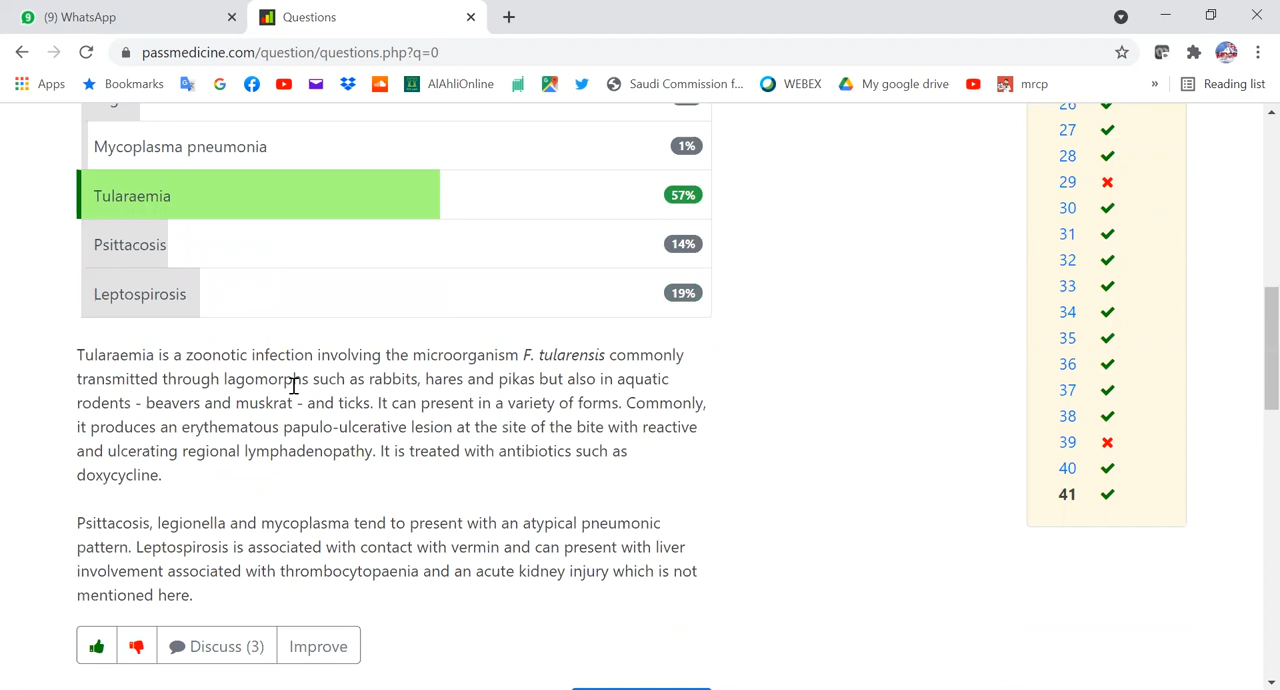 9 (9) WhatsApp
Questions
passmedicine.com/question/questions.php?q=0
Apps Bookmarks AlAhliOnline Saudi Commission f... WEBEX My google drive mrcp » Reading list
Mycoplasma pneumonia 1%
Tularaemia 57%
Psittacosis 14%
Leptospirosis 19%
Tularaemia is a zoonotic infection involving the microorganism F. tularensis commonly
transmitted through lagomorphs such as rabbits, hares and pikas but also in aquatic
rodents - beavers and muskrat - and ticks. It can present in a variety of forms. Commonly,
it produces an erythematous papulo-ulcerative lesion at the site of the bite with reactive
and ulcerating regional lymphadenopathy. It is treated with antibiotics such as
doxycycline.
Psittacosis, legionella and mycoplasma tend to present with an atypical pneumonic
pattern. Leptospirosis is associated with contact with vermin and can present with liver
involvement associated with thrombocytopaenia and an acute kidney injury which is not
mentioned here.
Discuss (3) Improve
26
27
28
29
30
31
32
33
34
35
36
37
38
39
40
41